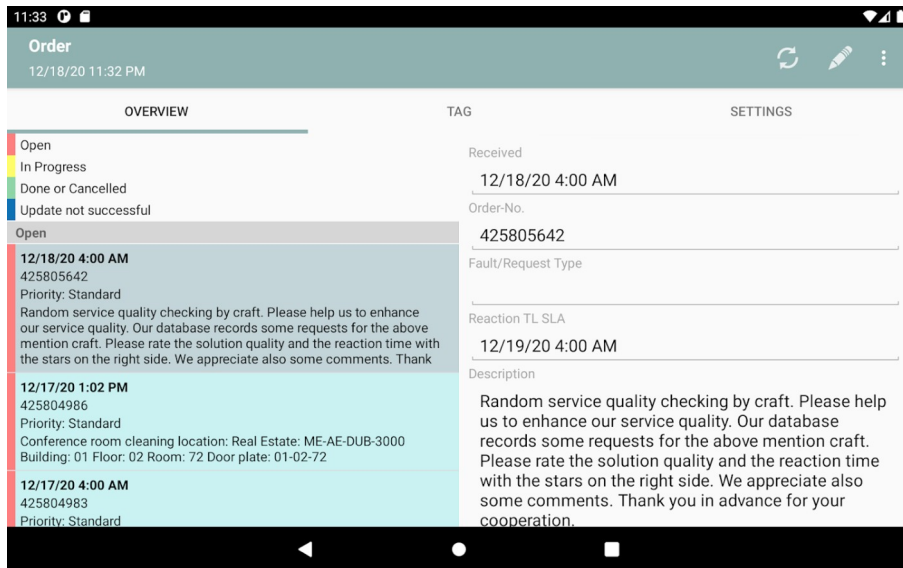 11:33
Order
12/18/20 11:32 PM
OVERVIEW
TAG
SETTINGS
Open
In Progress
Done or Cancelled
Update not successful
Open
12/18/20 4:00 AM
425805642
Priority: Standard
Random service quality checking by craft. Please help us to enhance
our service quality. Our database records some requests for the above
mention craft. Please rate the solution quality and the reaction time with
the stars on the right side. We appreciate also some comments. Thank
12/17/20 1:02 PM
425804986
Priority: Standard
Conference room cleaning location: Real Estate: ME-AE-DUB-3000
Building: 01 Floor: 02 Room: 72 Door plate: 01-02-72
12/17/20 4:00 AM
425804983
Priority: Standard
Received
12/18/20 4:00 AM
Order-No.
425805642
Fault/Request Type
Reaction TL SLA
12/19/20 4:00 AM
Description
Random service quality checking by craft. Please help
us to enhance our service quality. Our database
records some requests for the above mention craft.
Please rate the solution quality and the reaction time
with the stars on the right side. We appreciate also
some comments. Thank you in advance for your
cooperation.